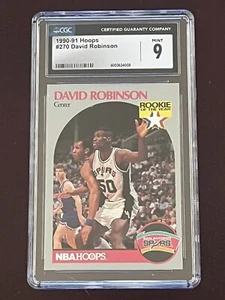 CGC
CERTIFIED GUARANTY COMPANY
1990-91 Hoops
#270 David Robinson
MINT
9
DAVID ROBINSON
Center
ROOKIE
OF THE YEAR
SPURS
50
NBA HOOPS
SPURS